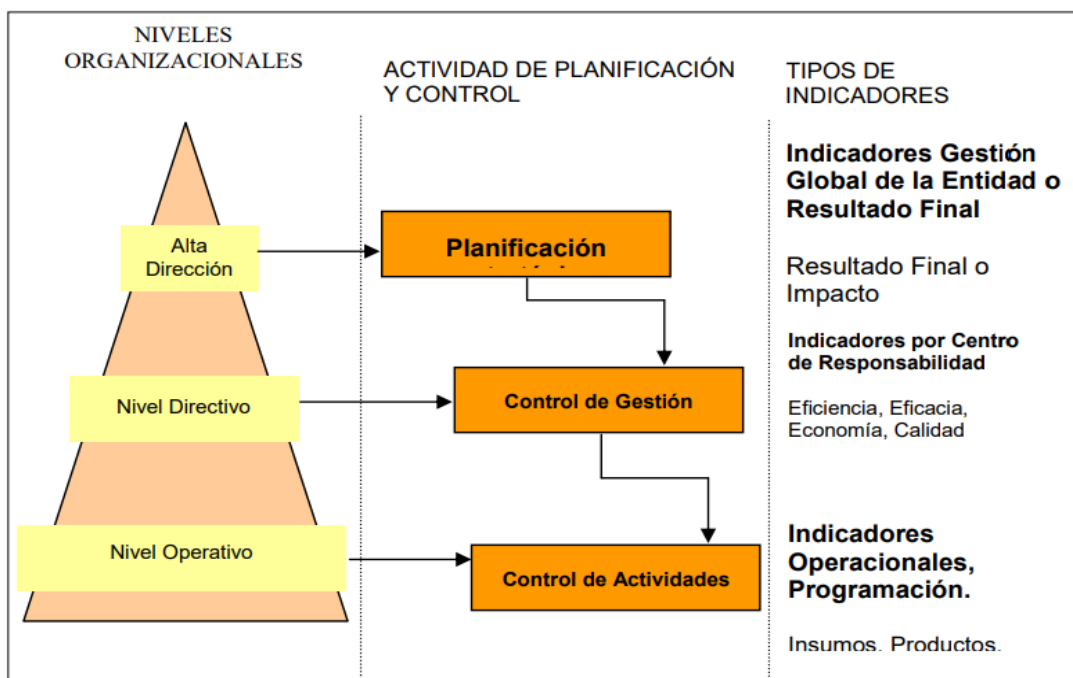 NIVELES
ORGANIZACIONALES
ACTIVIDAD DE PLANIFICACIÓN
Y CONTROL
TIPOS DE
INDICADORES
Alta
Dirección
Planificación
Indicadores Gestión
Global de la Entidad o
Resultado Final
Resultado Final o
Impacto
Nivel Directivo
Control de Gestión
Indicadores por Centro
de Responsabilidad
Eficiencia, Eficacia,
Economía, Calidad
Nivel Operativo
Control de Actividades
Indicadores
Operacionales,
Programación.
Insumos. Productos.